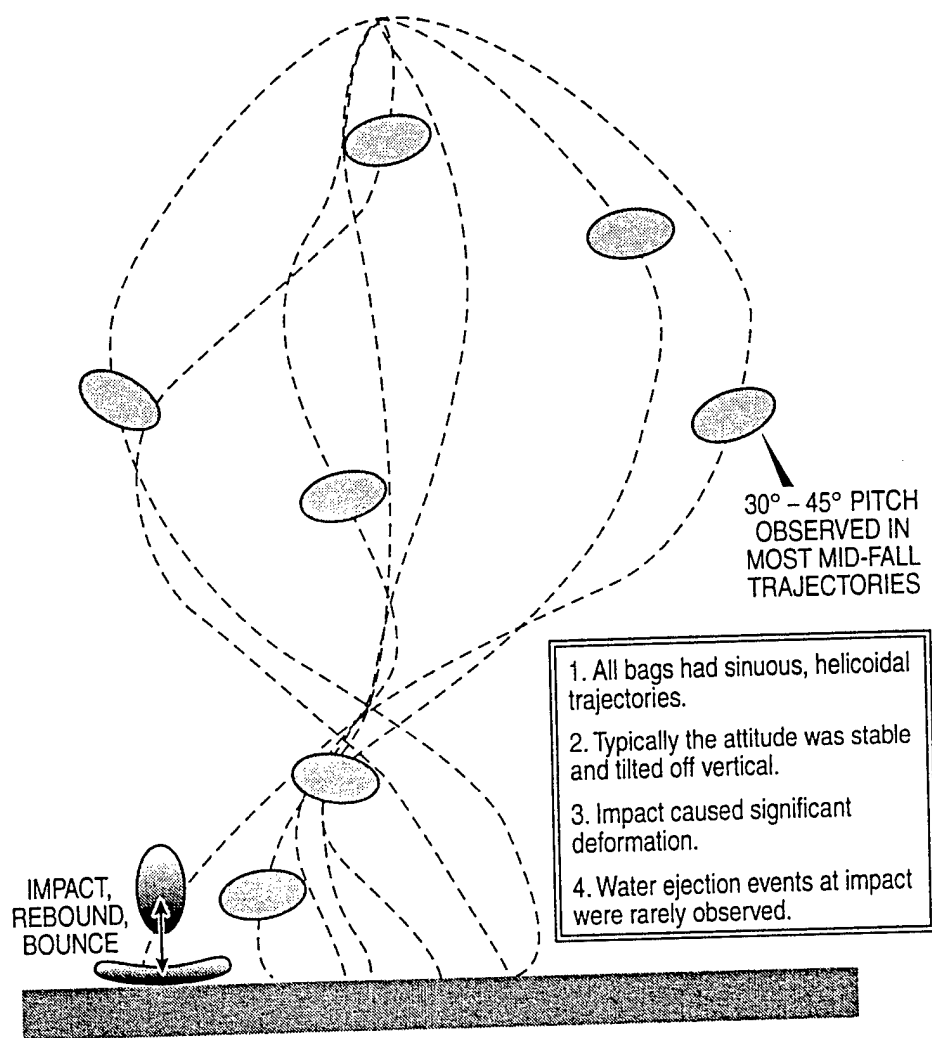 30° – 45° PITCH
OBSERVED IN
MOST MID-FALL
TRAJECTORIES
1. All bags had sinuous, helicoidal
trajectories.
2. Typically the attitude was stable
and tilted off vertical.
3. Impact caused significant
deformation.
4. Water ejection events at impact
were rarely observed.
IMPACT,
REBOUND,
BOUNCE